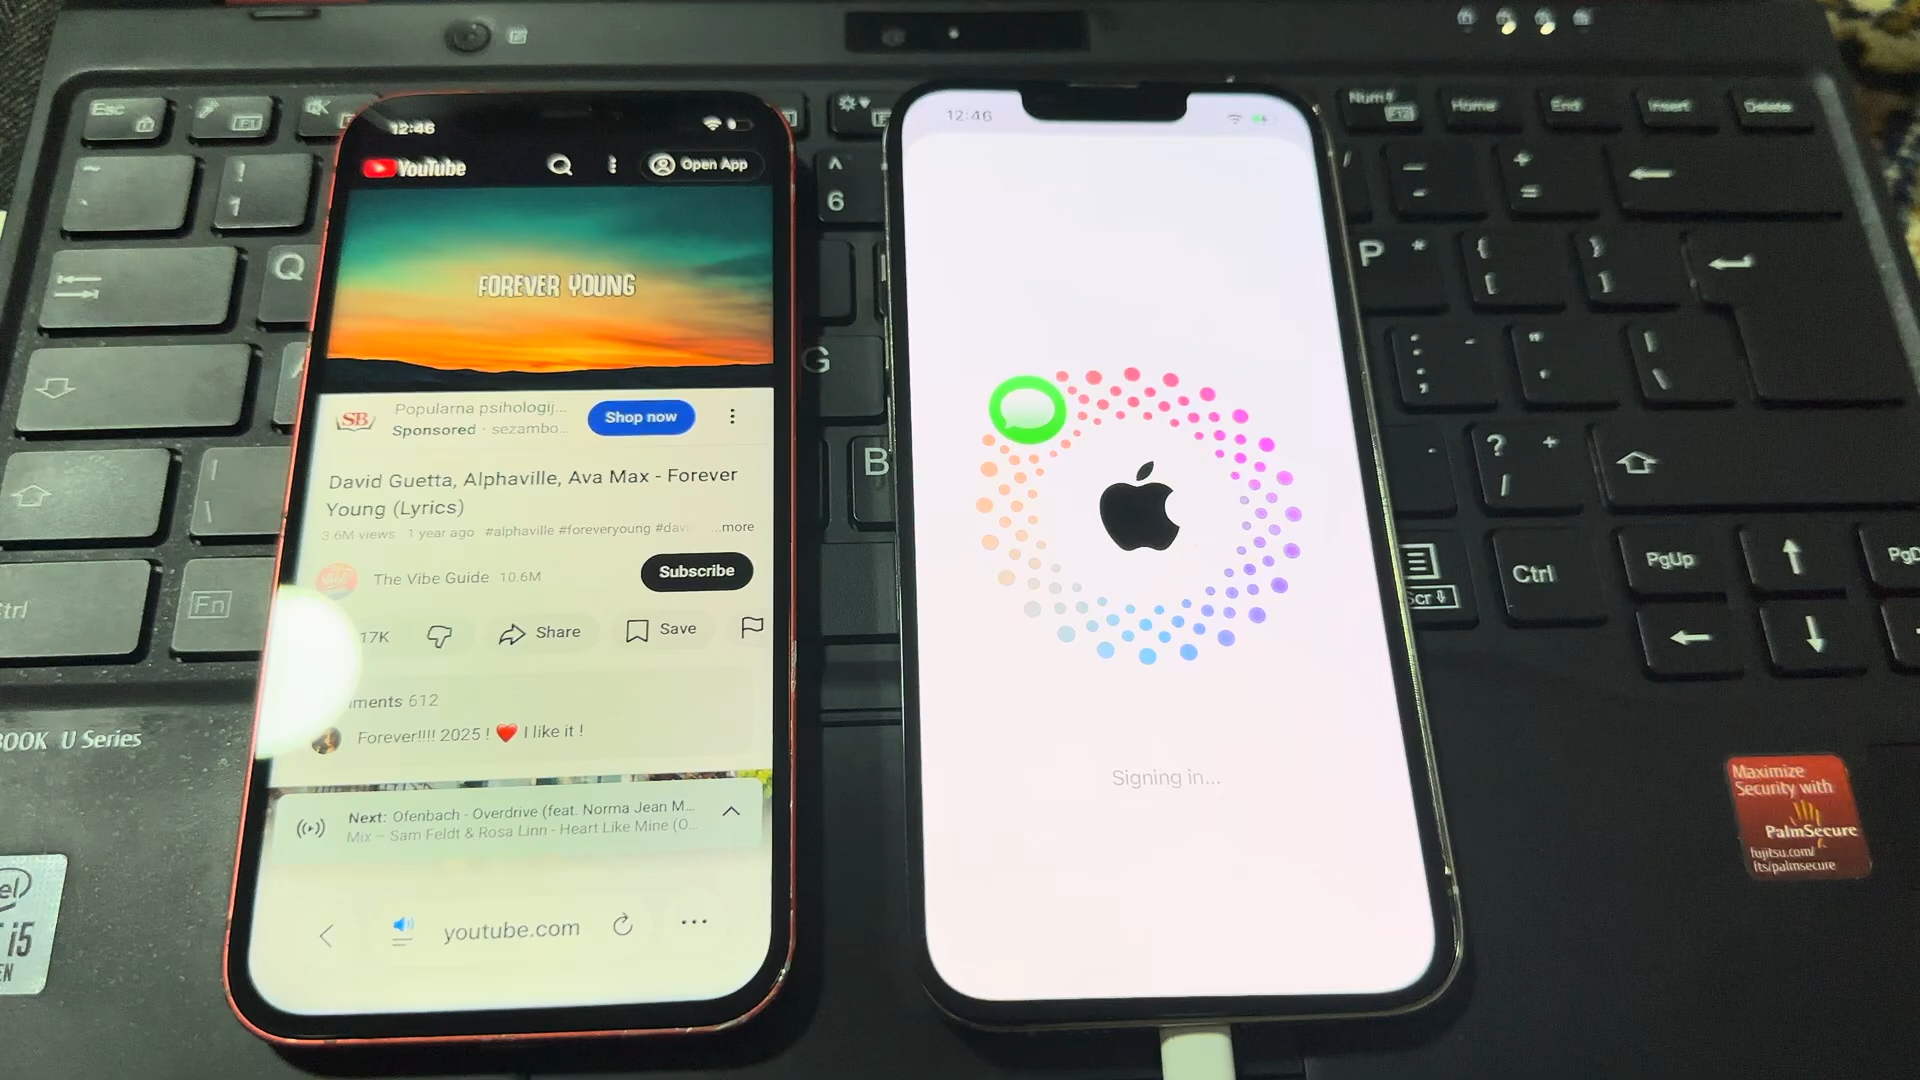 Esc
Num
Home
End
Insert
Delete
!
1
^
6
-
+
=
Q
P
*
{
[
}
]
G
:
;
"
'
|
\
B
?
/
+
Fn
Ctrl
PgUp
Scr
U Series
i5
Maximize
Security with
PalmSecure
fujitsu.com/
fts/palmsecure
12:46
YouTube
Open App
FOREVER YOUNG
SB
Popularna psihologij...
Sponsored · sezambo...
Shop now
David Guetta, Alphaville, Ava Max - Forever
Young (Lyrics)
3.6M views 1 year ago #alphaville #foreveryoung #davi ...more
The Vibe Guide 10.6M
Subscribe
17K
Share
Save
ments 612
Forever!!!! 2025 ! ❤️ I like it !
Next: Ofenbach - Overdrive (feat. Norma Jean M...
Mix – Sam Feldt & Rosa Linn - Heart Like Mine (O...
youtube.com
12:46
Signing in...